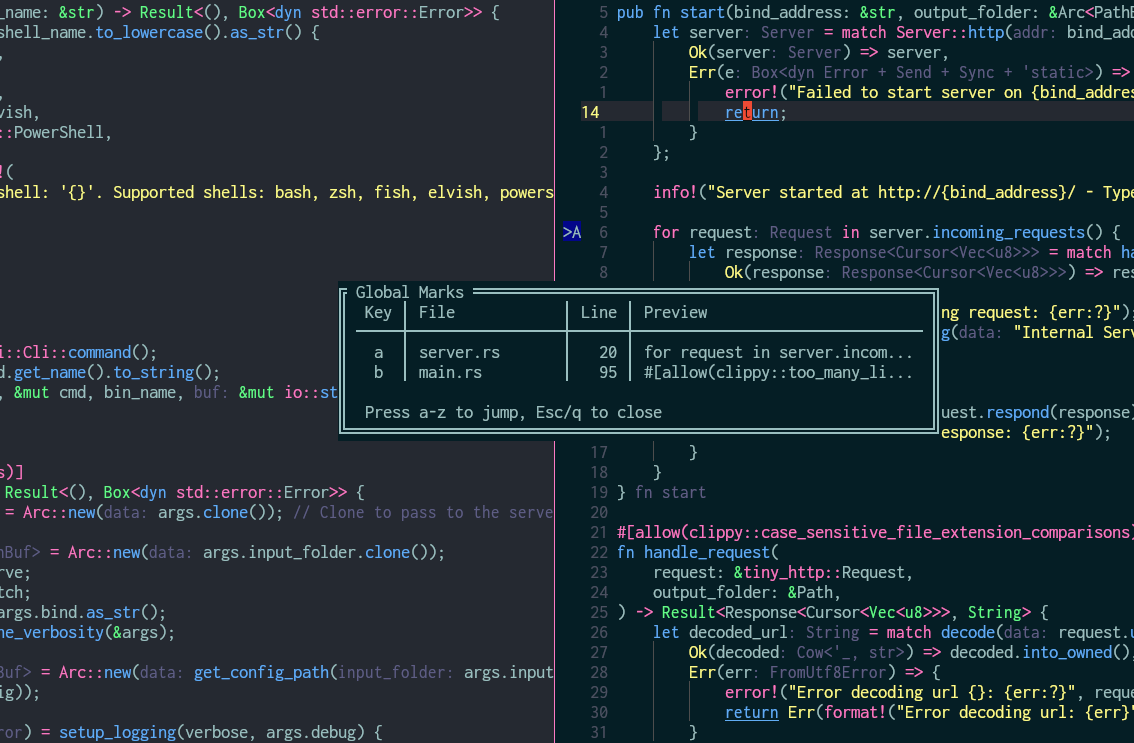 _name: &str) -> Result<(), Box<dyn std::error::Error>> {
shell_name.to_lowercase().as_str() {
,
,
vish,
::PowerShell,
!(
shell: '{}'. Supported shells: bash, zsh, fish, elvish, powers
i::Cli::command();
d.get_name().to_string();
, &mut cmd, bin_name, buf: &mut io::st
s)]
Result<(), Box<dyn std::error::Error>> {
= Arc::new(data: args.clone()); // Clone to pass to the serve
hBuf> = Arc::new(data: args.input_folder.clone());
rve;
tch;
args.bind.as_str();
ne_verbosity(&args);
Buf> = Arc::new(data: get_config_path(input_folder: args.input
ig));
ror) = setup_logging(verbose, args.debug) {
5 pub fn start(bind_address: &str, output_folder: &Arc<PathB
4 let server: Server = match Server::http(addr: bind_add
3 Ok(server: Server) => server,
2 Err(e: Box<dyn Error + Send + Sync + 'static>) =>
1 error!("Failed to start server on {bind_addres
14 return;
1 }
2 };
3
4 info!("Server started at http://{bind_address}/ - Type
5
>A 6 for request: Request in server.incoming_requests() {
7 let response: Response<Cursor<Vec<u8>>> = match ha
8 Ok(response: Response<Cursor<Vec<u8>>>) => res
ng request: {err:?}");
g(data: "Internal Serv
uest.respond(response)
esponse: {err:?}");
17 }
18 }
19 } fn start
20
21 #[allow(clippy::case_sensitive_file_extension_comparisons)
22 fn handle_request(
23 request: &tiny_http::Request,
24 output_folder: &Path,
25 ) -> Result<Response<Cursor<Vec<u8>>>, String> {
26 let decoded_url: String = match decode(data: request.u
27 Ok(decoded: Cow<'_, str>) => decoded.into_owned(),
28 Err(err: FromUtf8Error) => {
29 error!("Error decoding url {}: {err:?}", reque
30 return Err(format!("Error decoding url: {err}"
31 }
Global Marks
Key File Line Preview
a server.rs 20 for request in server.incom...
b main.rs 95 #[allow(clippy::too_many_li...
Press a-z to jump, Esc/q to close